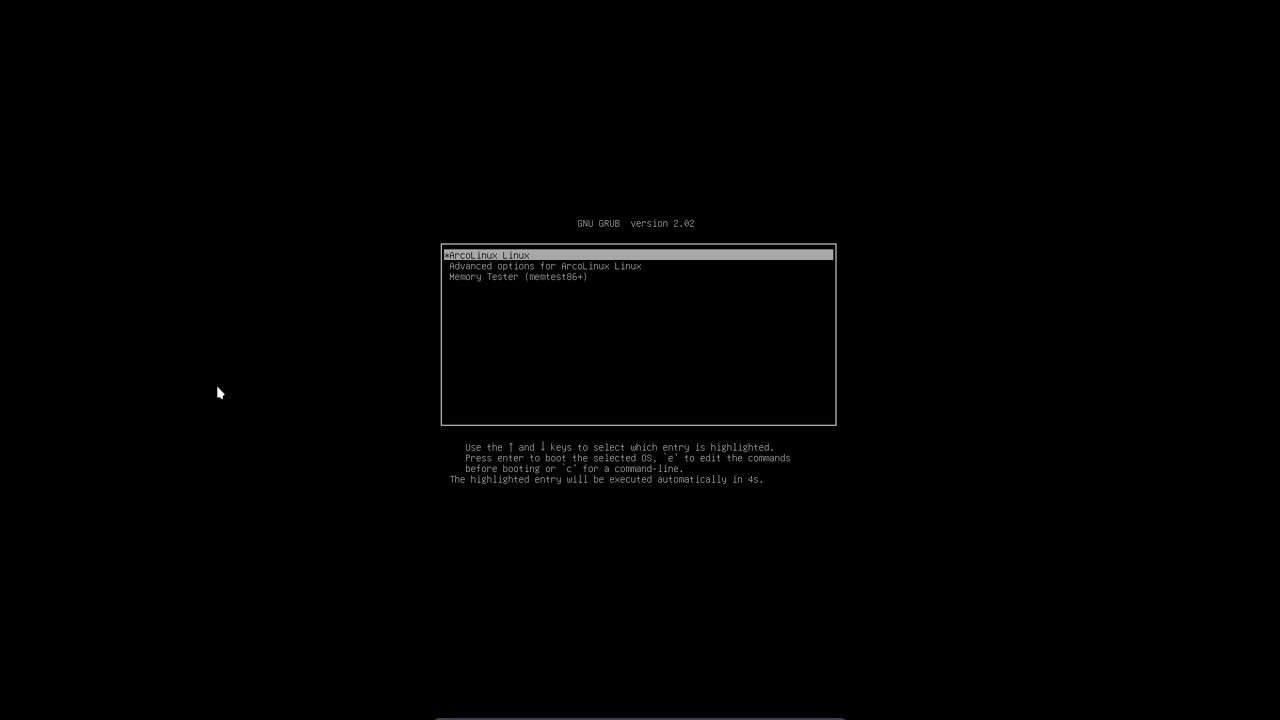 GNU GRUB  version 2.02
*ArcoLinux Linux
Advanced options for ArcoLinux Linux
Memory Tester (memtest86+)
Use the ↑ and ↓ keys to select which entry is highlighted.
Press enter to boot the selected OS, `e' to edit the commands
before booting or `c' for a command-line.
The highlighted entry will be executed automatically in 4s.